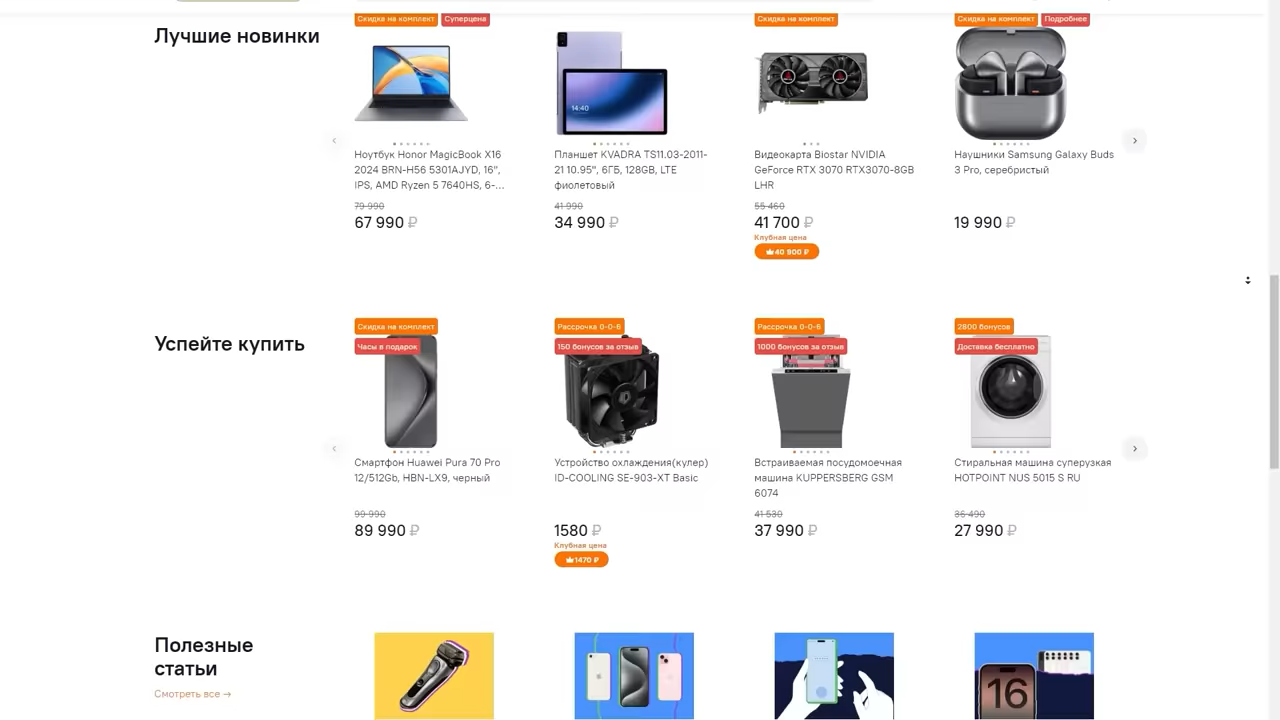 Лучшие новинки
Скидка на комплект Суперцена
Скидка на комплект
Скидка на комплект Подробнее
14:40
Ноутбук Honor MagicBook X16
2024 BRN-H56 5301AJYD, 16",
IPS, AMD Ryzen 5 7640HS, 6-...
79 990
67 990 ₽
Планшет KVADRA TS11.03-2011-
21 10.95", 6ГБ, 128GB, LTE
фиолетовый
41 990
34 990 ₽
Видеокарта Biostar NVIDIA
GeForce RTX 3070 RTX3070-8GB
LHR
55 460
41 700 ₽
Клубная цена
40 900 ₽
Наушники Samsung Galaxy Buds
3 Pro, серебристый
19 990 ₽
Успейте купить
Скидка на комплект
Часы в подарок
Смартфон Huawei Pura 70 Pro
12/512Gb, HBN-LX9, черный
99 990
89 990 ₽
Рассрочка 0-0-6
150 бонусов за отзыв
Устройство охлаждения(кулер)
ID-COOLING SE-903-XT Basic
1580 ₽
Клубная цена
1470 ₽
Рассрочка 0-0-6
1000 бонусов за отзыв
Встраиваемая посудомоечная
машина KUPPERSBERG GSM
6074
41 530
37 990 ₽
2800 бонусов
Доставка бесплатно
Стиральная машина суперузкая
HOTPOINT NUS 5015 S RU
36 490
27 990 ₽
Полезные
статьи
Смотреть все →
16